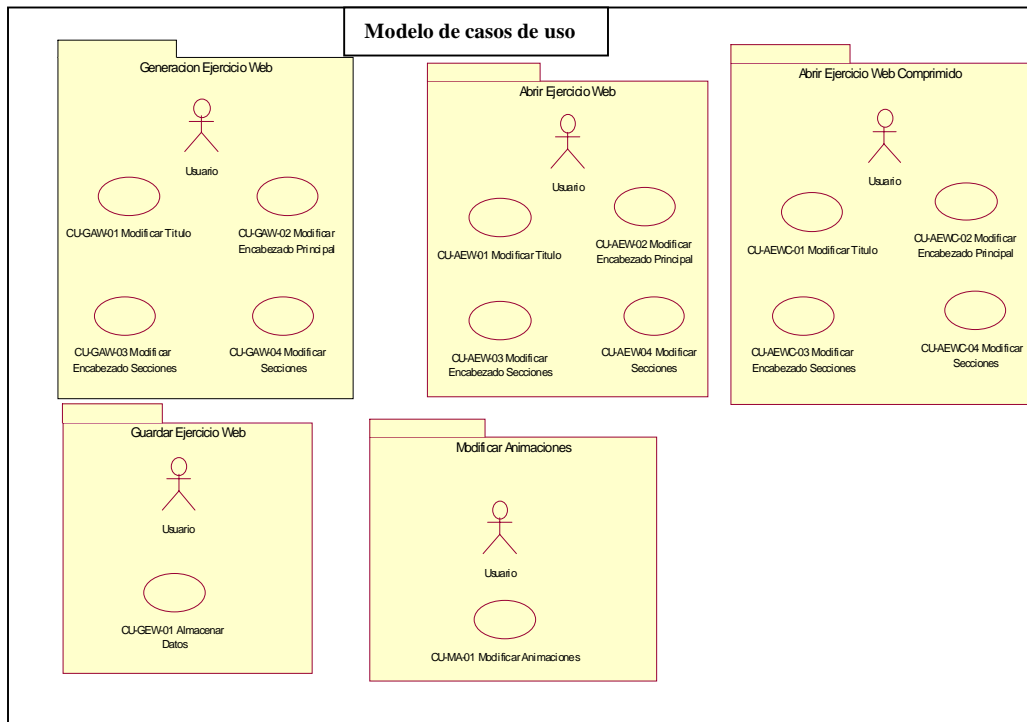 Modelo de casos de uso
Generacion Ejercicio Web
Usuario
CU-GAW-01 Modificar Titulo
CU-GAW-02 Modificar
Encabezado Principal
CU-GAW-03 Modificar
Encabezado Secciones
CU-GAW-04 Modificar
Secciones
Abrir Ejercicio Web
Usuario
CU-AEW-01 Modificar Titulo
CU-AEW-02 Modificar
Encabezado Principal
CU-AEW-03 Modificar
Encabezado Secciones
CU-AEW04 Modificar
Secciones
Abrir Ejercicio Web Comprimido
Usuario
CU-AEWC-01 Modificar Titulo
CU-AEWC-02 Modificar
Encabezado Principal
CU-AEWC-03 Modificar
Encabezado Secciones
CU-AEWC-04 Modificar
Secciones
Guardar Ejercicio Web
Usuario
CU-GEW-01 Almacenar
Datos
Modificar Animaciones
Usuario
CU-MA-01 Modificar Animaciones